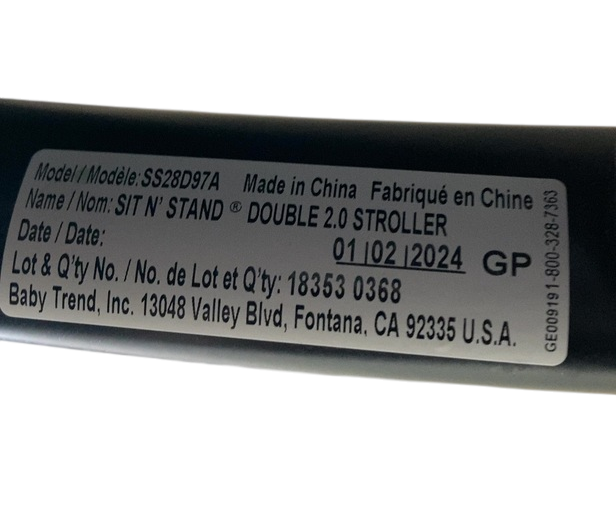 Model / Modèle: SS28D97A Made in China Fabriqué en Chine
Name / Nom: SIT N' STAND ® DOUBLE 2.0 STROLLER
Date / Date: 01 | 02 | 2024 GP
Lot & Q'ty No. / No. de Lot et Q'ty: 18353 0368
Baby Trend, Inc. 13048 Valley Blvd, Fontana, CA 92335 U.S.A.
GE009191-800-328-7363